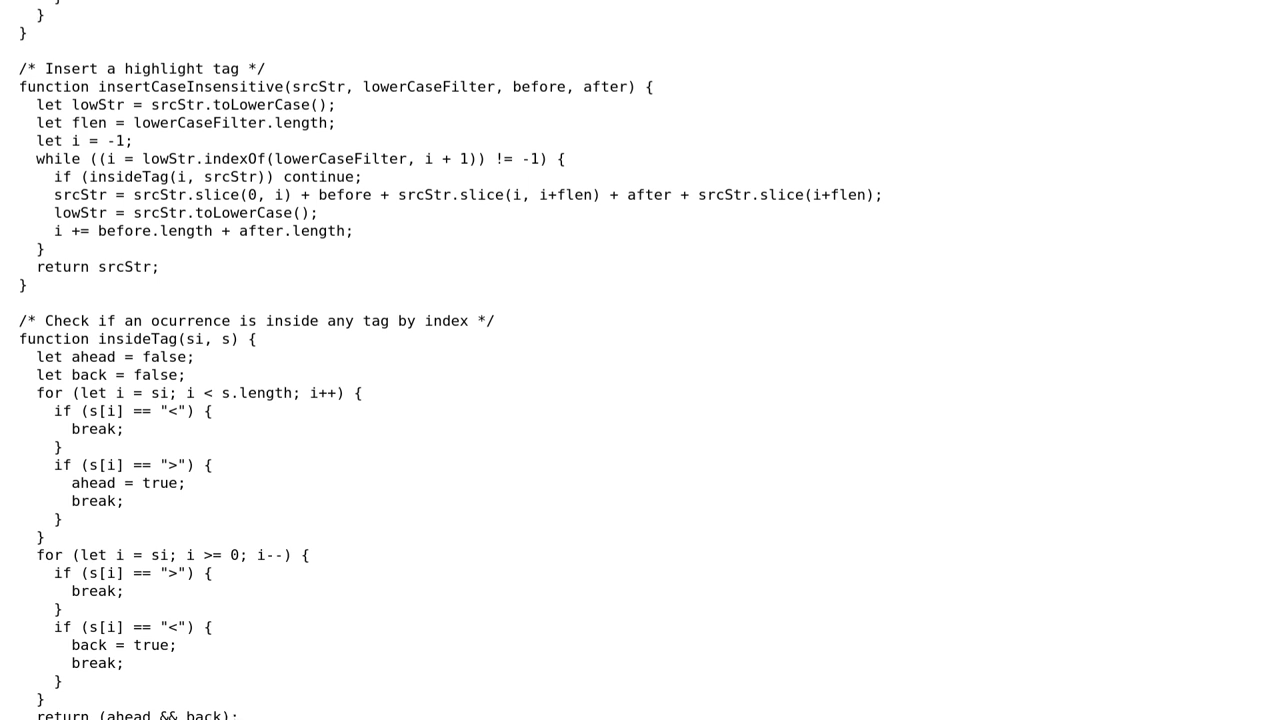 }
}
/* Insert a highlight tag */
function insertCaseInsensitive(srcStr, lowerCaseFilter, before, after) {
let lowStr = srcStr.toLowerCase();
let flen = lowerCaseFilter.length;
let i = -1;
while ((i = lowStr.indexOf(lowerCaseFilter, i + 1)) != -1) {
if (insideTag(i, srcStr)) continue;
srcStr = srcStr.slice(0, i) + before + srcStr.slice(i, i+flen) + after + srcStr.slice(i+flen);
lowStr = srcStr.toLowerCase();
i += before.length + after.length;
}
return srcStr;
}
/* Check if an ocurrence is inside any tag by index */
function insideTag(si, s) {
let ahead = false;
let back = false;
for (let i = si; i < s.length; i++) {
if (s[i] == "<") {
break;
}
if (s[i] == ">") {
ahead = true;
break;
}
}
for (let i = si; i >= 0; i--) {
if (s[i] == ">") {
break;
}
if (s[i] == "<") {
back = true;
break;
}
}
return (ahead && back);